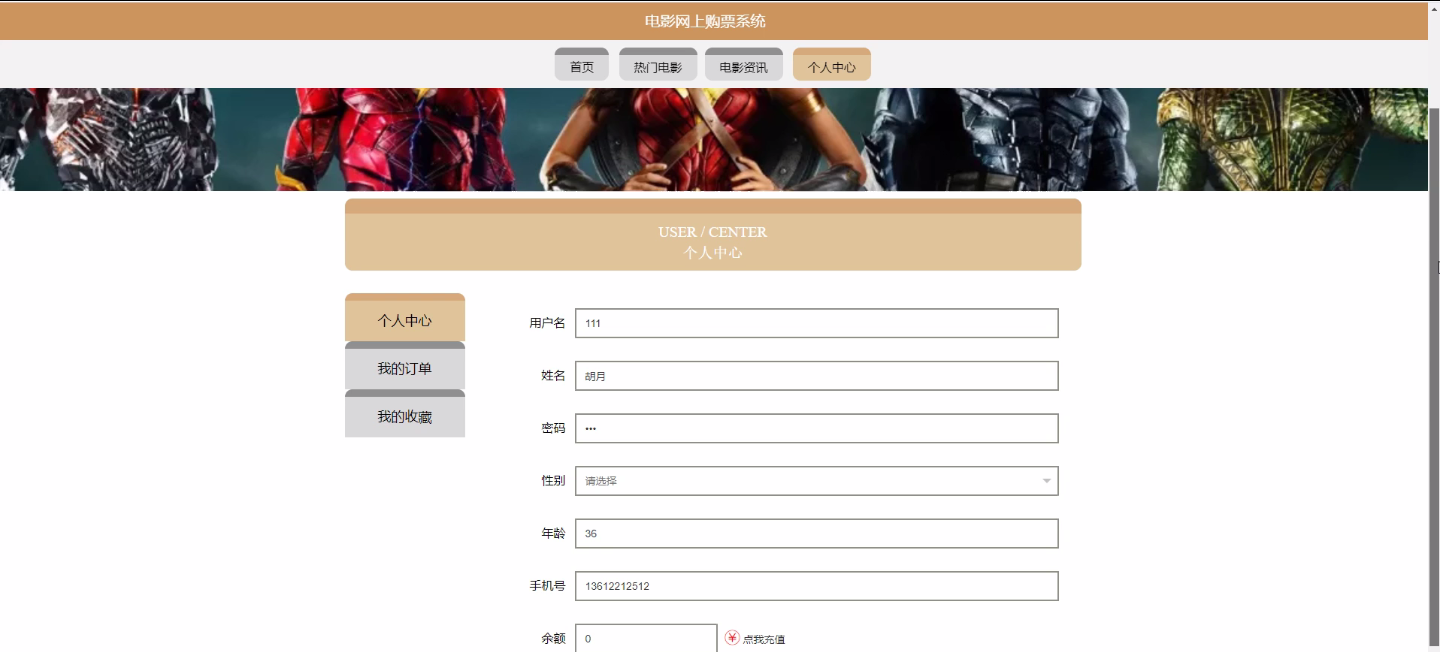 电影网上购票系统
首页 热门电影 电影资讯 个人中心
USER / CENTER
个人中心
个人中心
我的订单
我的收藏
用户名 111
姓名 胡月
密码 •••
性别 请选择
年龄 36
手机号 13612212512
余额 0 点我充值